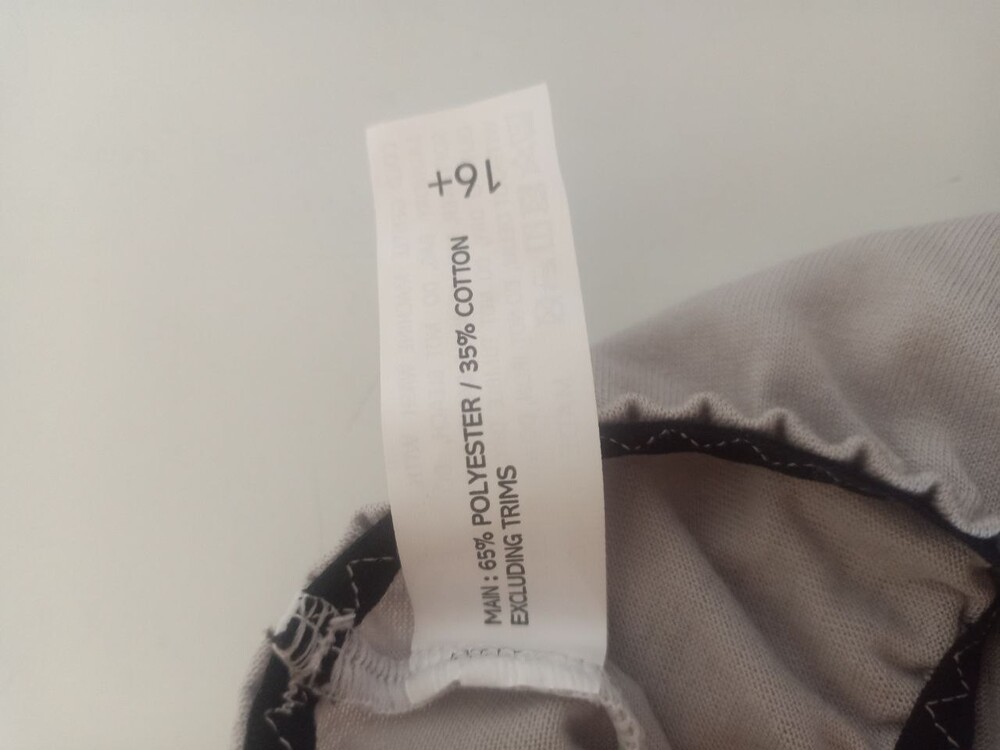 16+
MAIN : 65% POLYESTER / 35% COTTON
EXCLUDING TRIMS